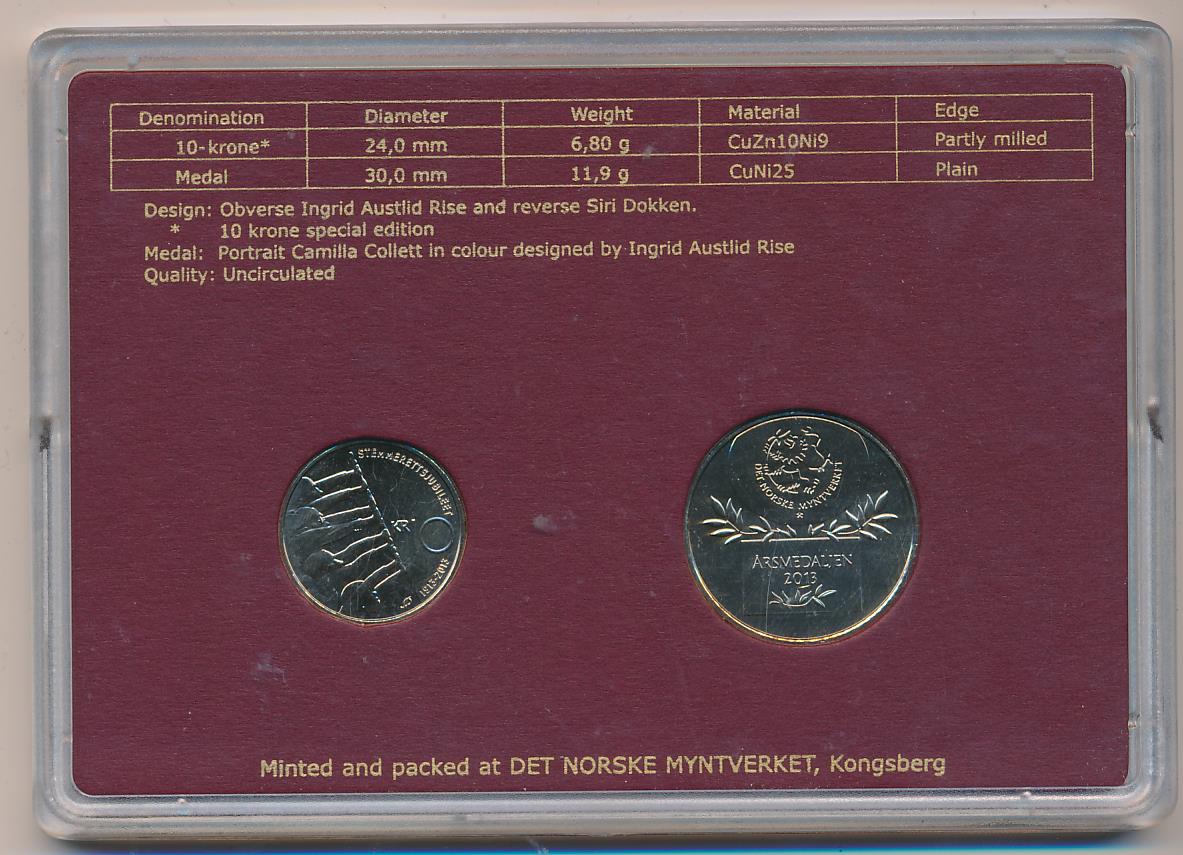 Denomination Diameter Weight Material Edge
10-krone* 24,0 mm 6,80 g CuZn10Ni9 Partly milled
Medal 30,0 mm 11,9 g CuNi25 Plain
Design: Obverse Ingrid Austlid Rise and reverse Siri Dokken.
* 10 krone special edition
Medal: Portrait Camilla Collett in colour designed by Ingrid Austlid Rise
Quality: Uncirculated
STEMMERETTSJUBILEET
KR
1913-2013
DET NORSKE MYNTVERKET
ÅRSMEDALJEN
2013
Minted and packed at DET NORSKE MYNTVERKET, Kongsberg